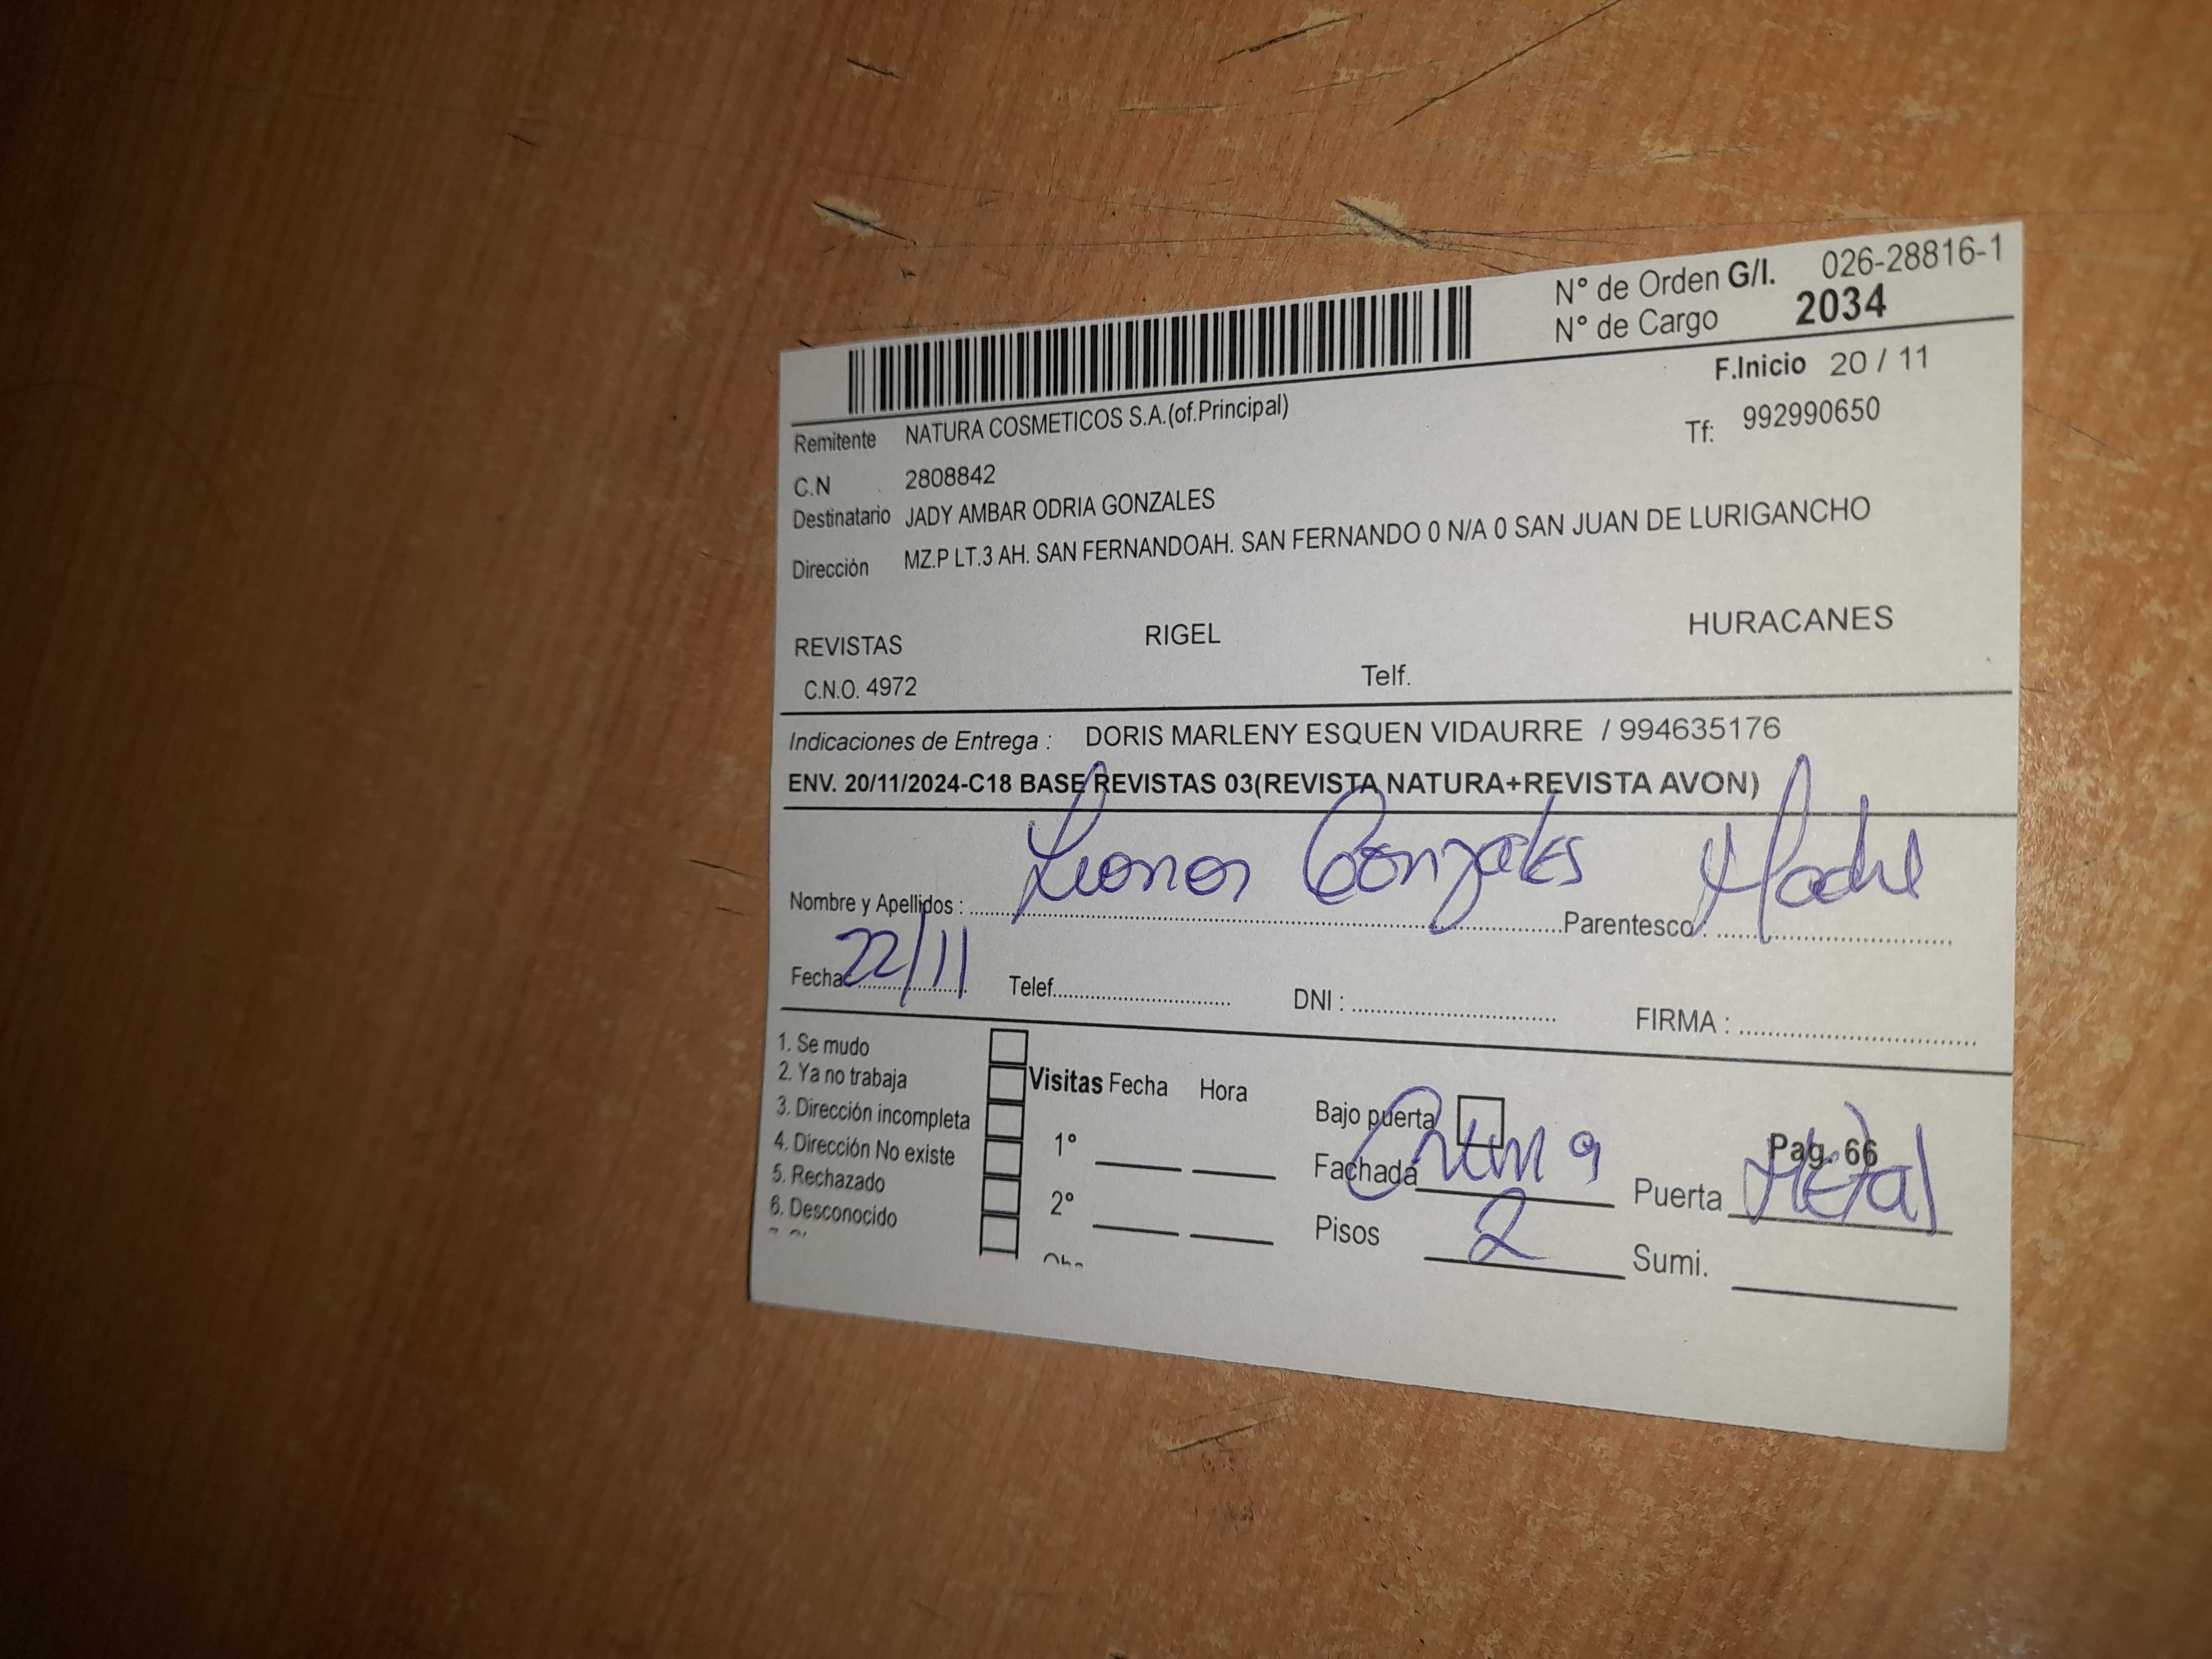 N° de Orden G/I. 026-28816-1
N° de Cargo 2034
F.Inicio 20 / 11
Remitente NATURA COSMETICOS S.A.(of.Principal)
Tf: 992990650
C.N 2808842
Destinatario JADY AMBAR ODRIA GONZALES
Dirección MZ.P LT.3 AH. SAN FERNANDOAH. SAN FERNANDO 0 N/A 0 SAN JUAN DE LURIGANCHO
REVISTAS RIGEL HURACANES
C.N.O. 4972 Telf.
Indicaciones de Entrega : DORIS MARLENY ESQUEN VIDAURRE / 994635176
ENV. 20/11/2024-C18 BASE REVISTAS 03(REVISTA NATURA+REVISTA AVON)
Nombre y Apellidos : Leonor Gonzales Parentesco : Madre
Fecha 22/11 Telef. DNI : FIRMA :
1. Se mudo
2. Ya no trabaja
3. Dirección incompleta
4. Dirección No existe
5. Rechazado
6. Desconocido
Visitas Fecha Hora
1°
2°
Bajo puerta
Pag. 66
Fachada Crema Puerta Metal
Pisos 2 Sumi.